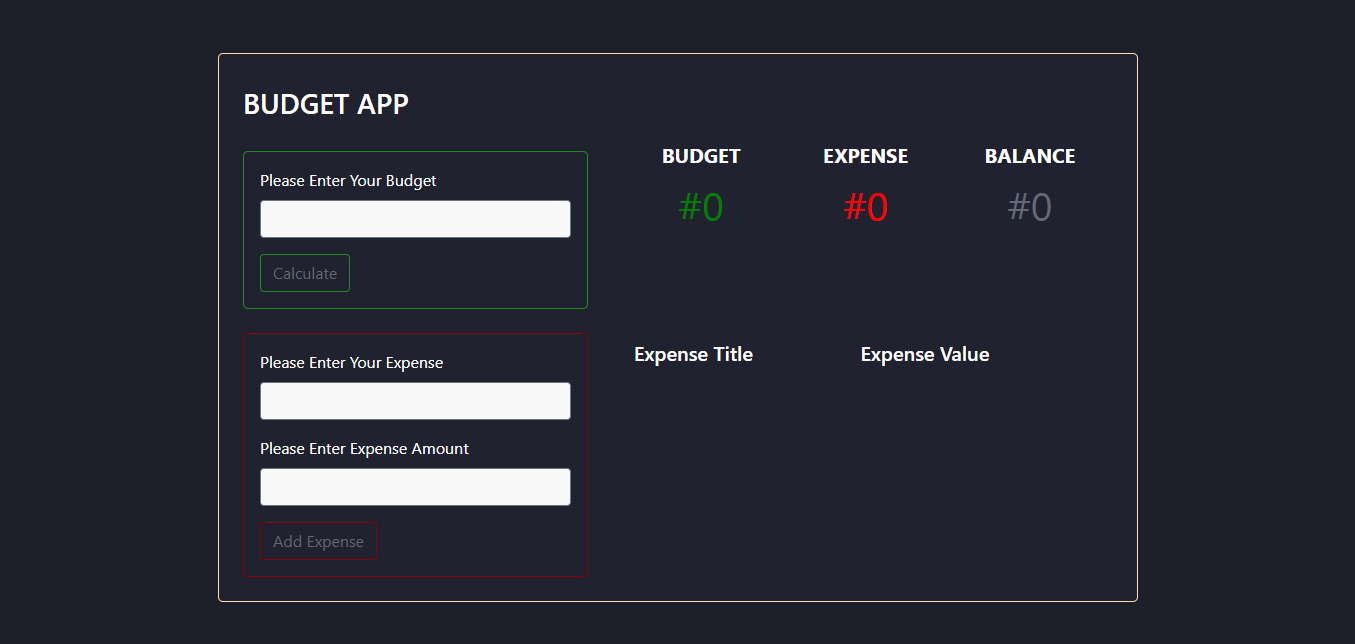 BUDGET APP
Please Enter Your Budget
Calculate
BUDGET EXPENSE BALANCE
#0 #0 #0
Please Enter Your Expense
Please Enter Expense Amount
Add Expense
Expense Title Expense Value